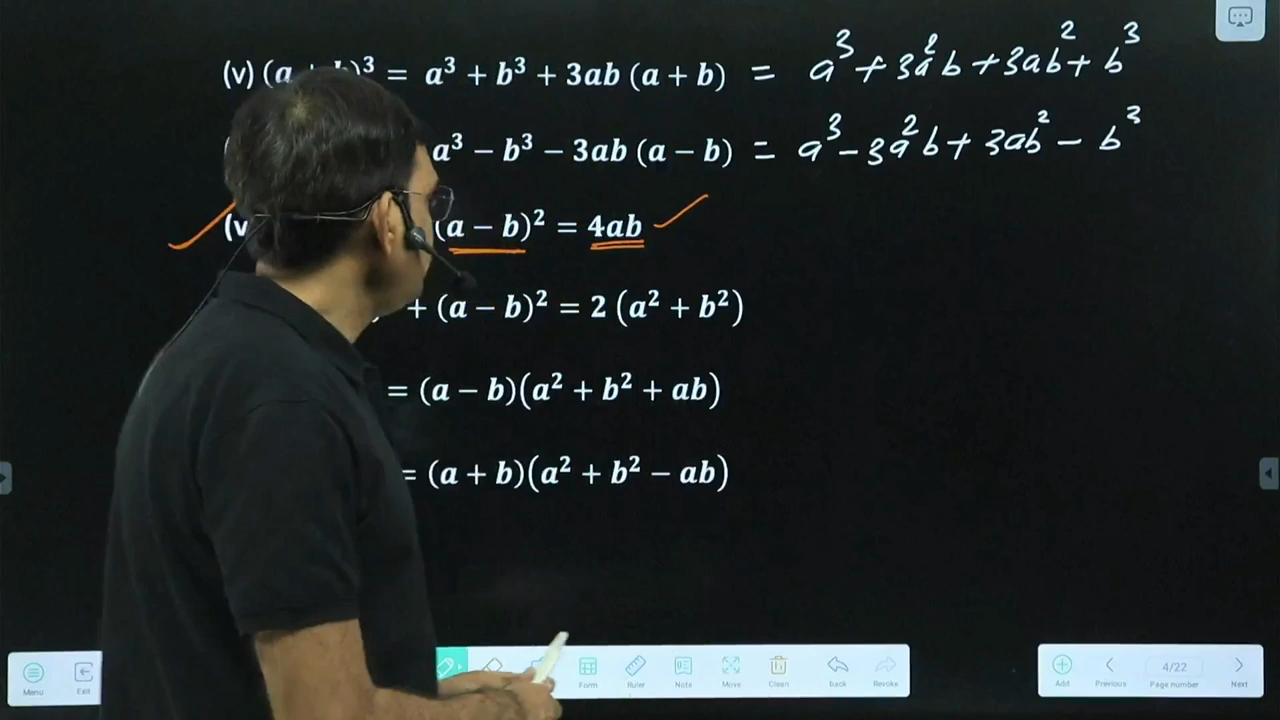 (v) (a + b)³ = a³ + b³ + 3ab (a + b) = a³ + 3a²b + 3ab² + b³
a³ − b³ − 3ab (a − b) = a³ − 3a²b + 3ab² − b³
(v (a − b)² = 4ab
+ (a − b)² = 2 (a² + b²)
= (a − b)(a² + b² + ab)
= (a + b)(a² + b² − ab)
Menu Exit Form Ruler Note Move Clean back Revoke Add Previous 4/22 Page number Next